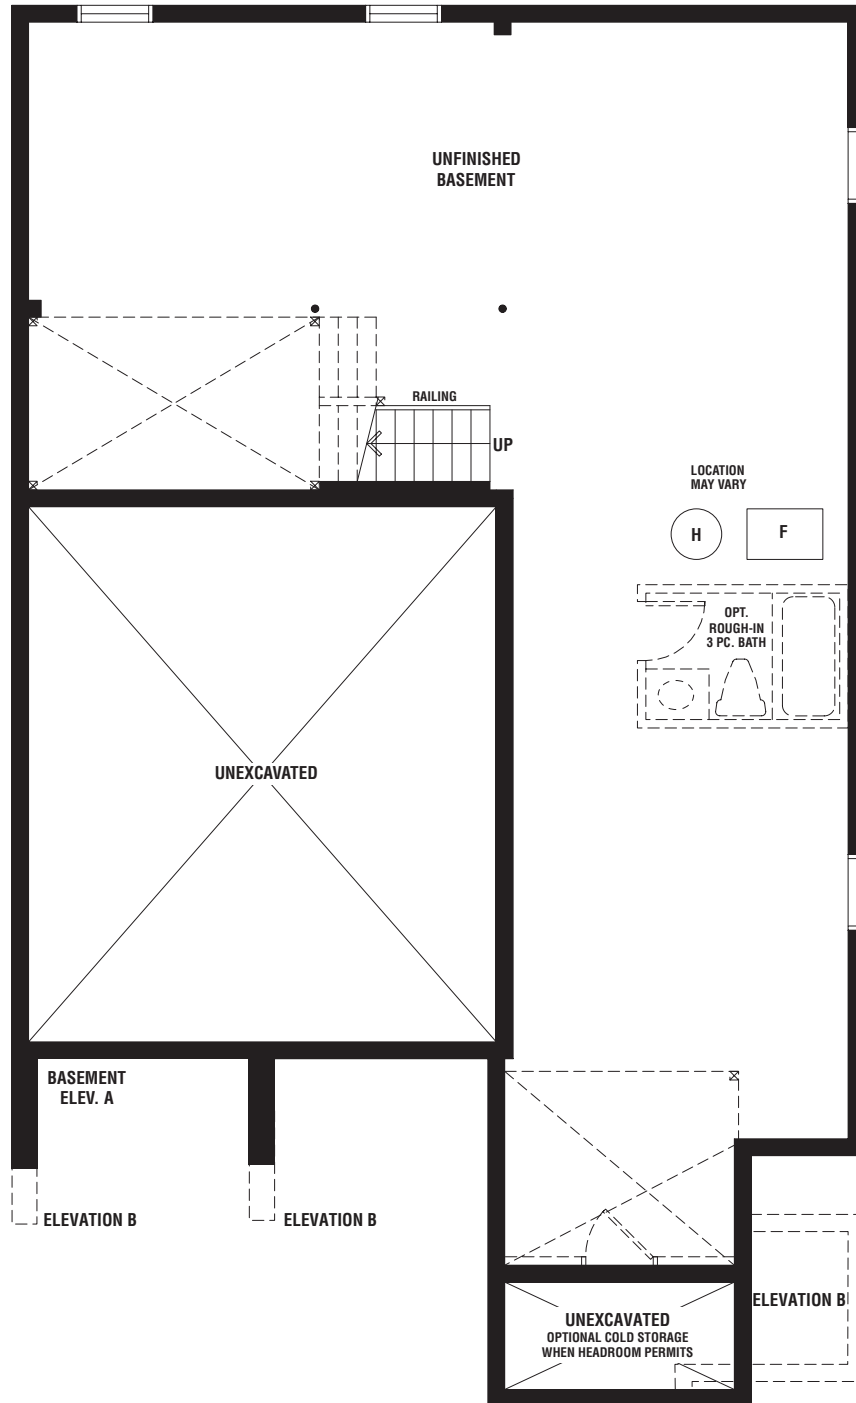 UNFINISHED
BASEMENT
RAILING
UP
LOCATION
MAY VARY
H
F
OPT.
ROUGH-IN
3 PC. BATH
UNEXCAVATED
BASEMENT
ELEV. A
ELEVATION B
ELEVATION B
ELEVATION B
UNEXCAVATED
OPTIONAL COLD STORAGE
WHEN HEADROOM PERMITS